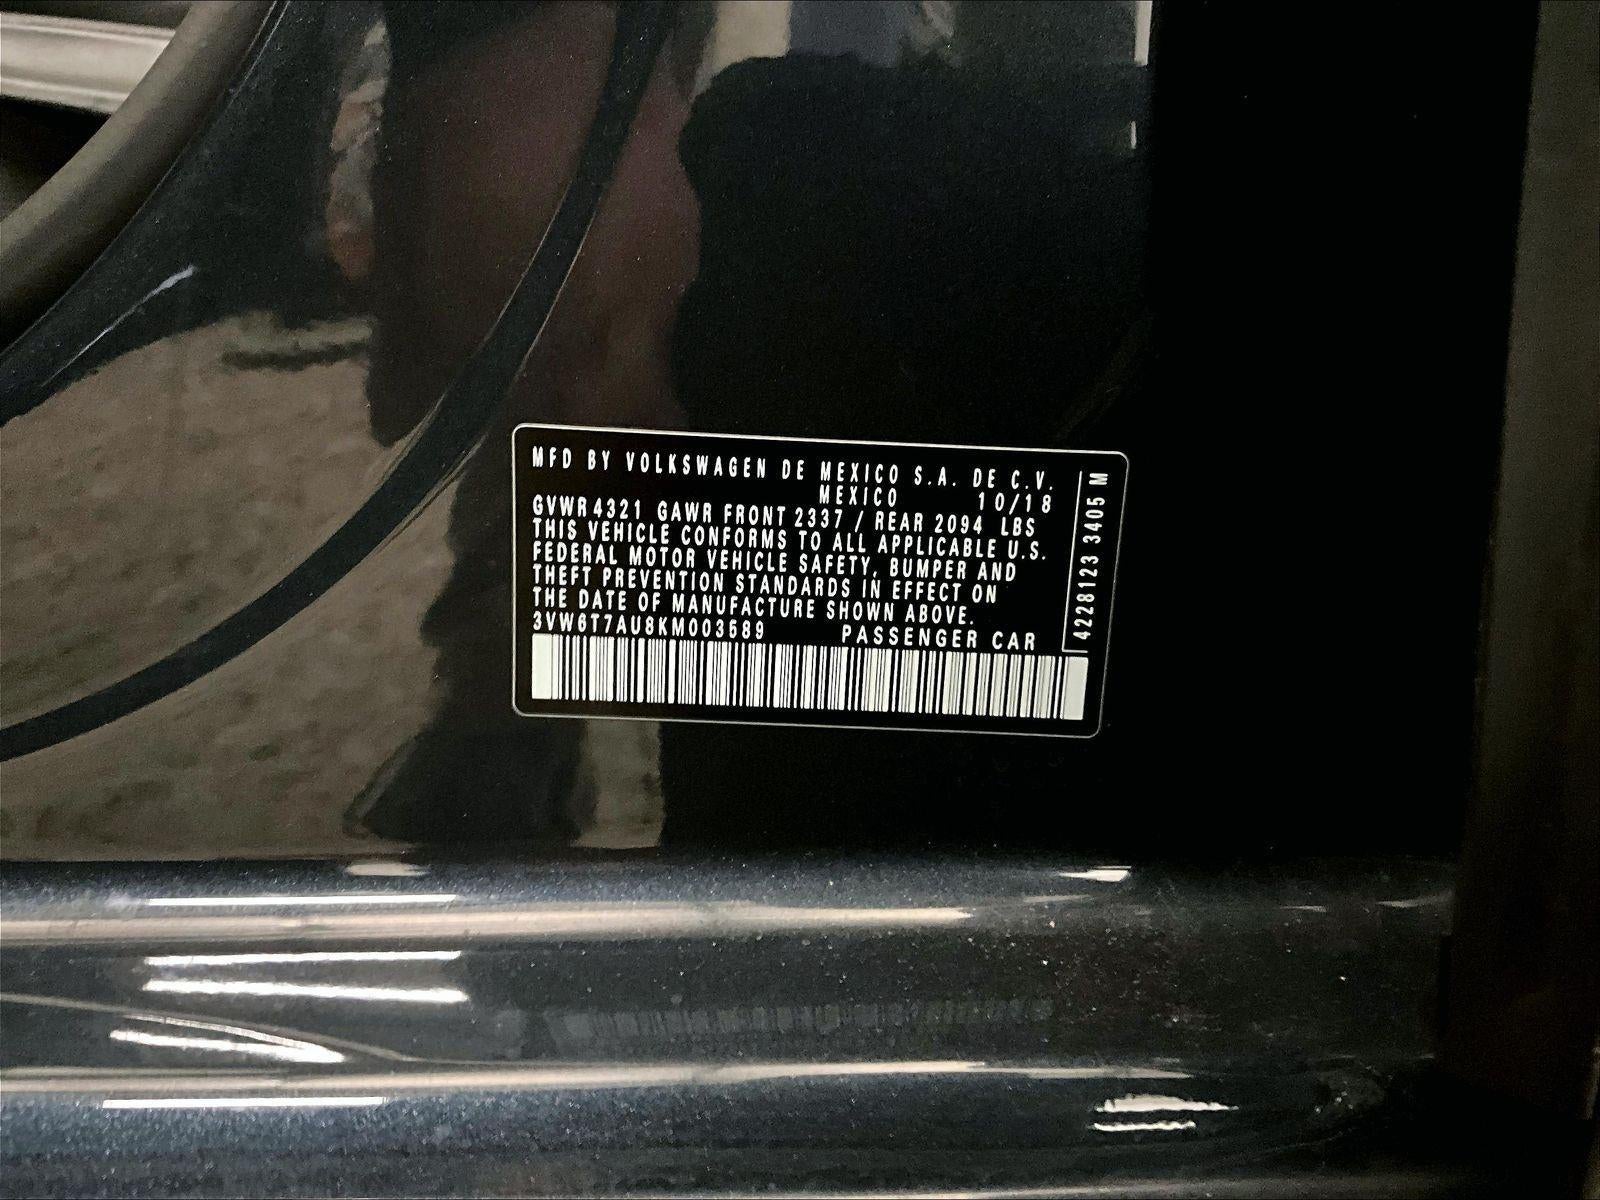 MFD BY VOLKSWAGEN DE MEXICO S.A. DE C.V.
MEXICO 10/18
GVWR 4321 GAWR FRONT 2337 / REAR 2094 LBS
THIS VEHICLE CONFORMS TO ALL APPLICABLE U.S.
FEDERAL MOTOR VEHICLE SAFETY, BUMPER AND
THEFT PREVENTION STANDARDS IN EFFECT ON
THE DATE OF MANUFACTURE SHOWN ABOVE.
3VW6T7AU8KM003589 PASSENGER CAR
4228123 3405 M